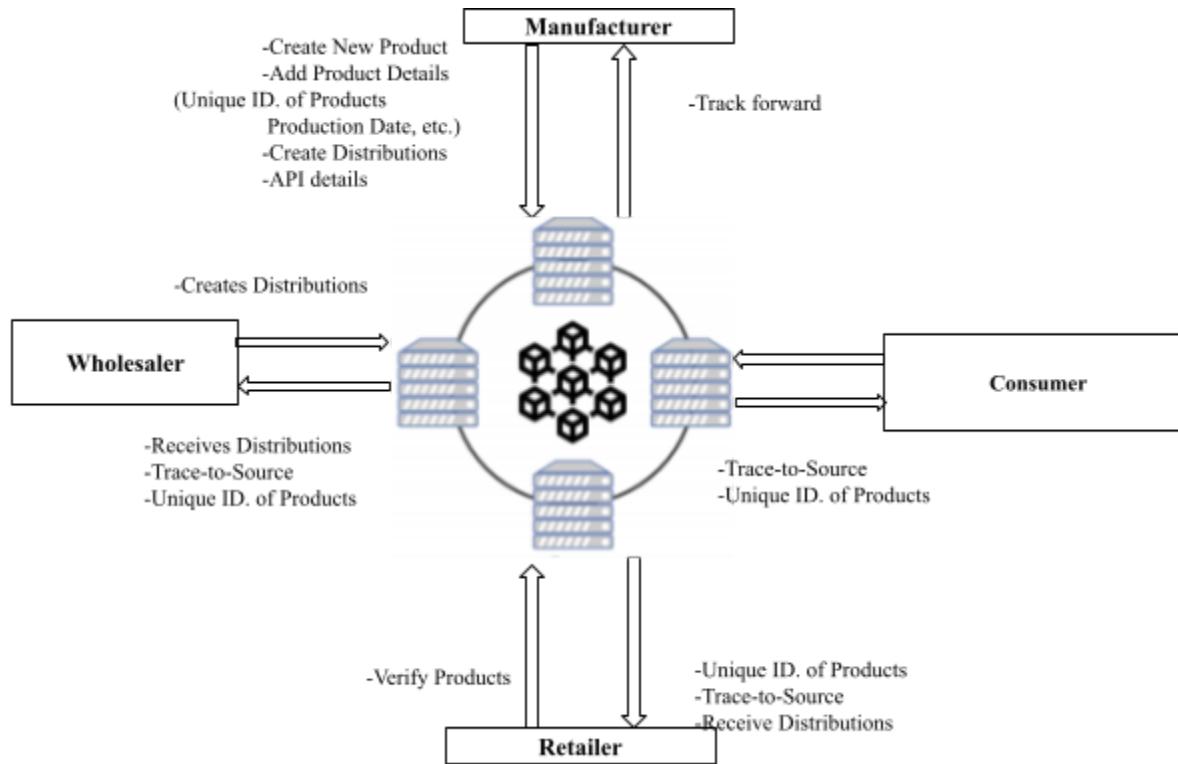 Manufacturer
-Create New Product
-Add Product Details
(Unique ID. of Products
Production Date, etc.)
-Create Distributions
-API details
-Track forward
-Creates Distributions
Wholesaler
Consumer
-Receives Distributions
-Trace-to-Source
-Unique ID. of Products
-Trace-to-Source
-Unique ID. of Products
-Verify Products
-Unique ID. of Products
-Trace-to-Source
-Receive Distributions
Retailer